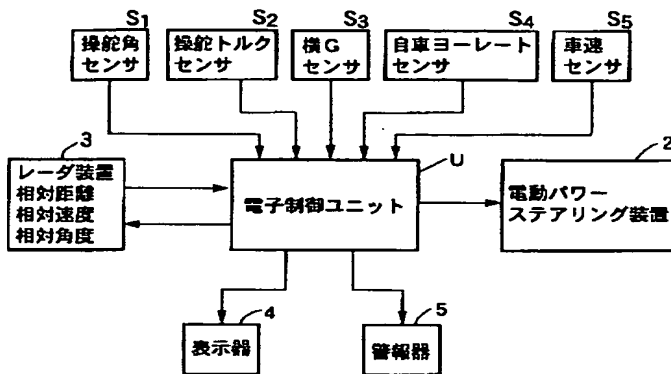 S1
操舵角
センサ
S2
操舵トルク
センサ
S3
横G
センサ
S4
自車ヨーレート
センサ
S5
車速
センサ
3
レーダ装置
相対距離
相対速度
相対角度
U
電子制御ユニット
2
電動パワー
ステアリング装置
4
表示器
5
警報器